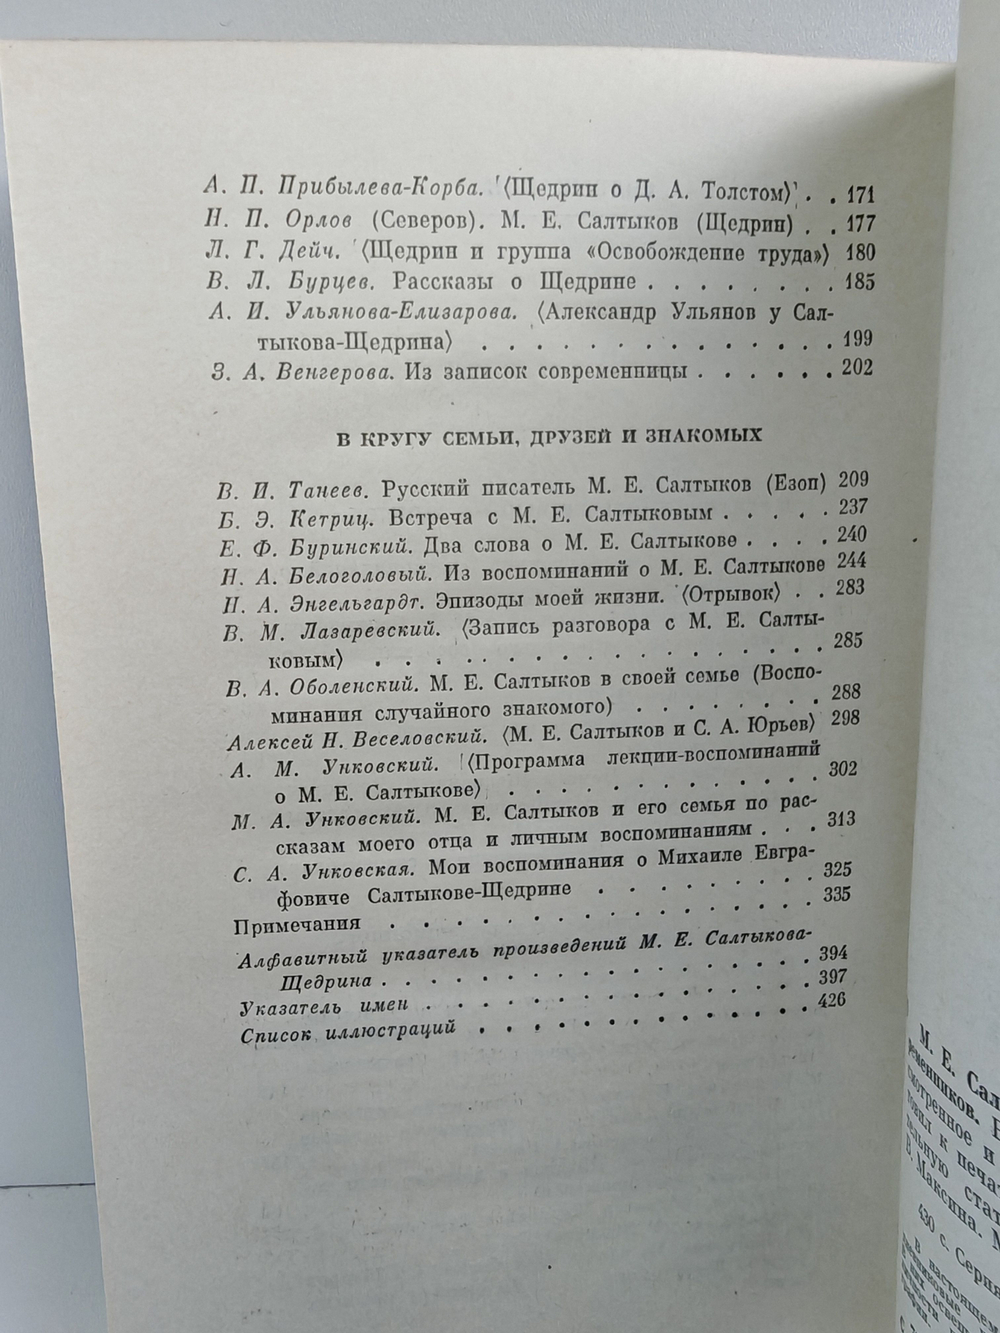 А. П. Прибылева-Корба. ⟨Щедрин о Д. А. Толстом⟩ . . 171
Н. П. Орлов (Северов). М. Е. Салтыков (Щедрин) . . 177
Л. Г. Дейч. ⟨Щедрин и группа «Освобождение труда»⟩ 180
В. Л. Бурцев. Рассказы о Щедрине . . . . . . . . 185
А. И. Ульянова-Елизарова. ⟨Александр Ульянов у Сал-
тыкова-Щедрина⟩ . . . . . . . . . . . . . . 199
З. А. Венгерова. Из записок современницы . . . . . . 202
В КРУГУ СЕМЬИ, ДРУЗЕЙ И ЗНАКОМЫХ
В. И. Танеев. Русский писатель М. Е. Салтыков (Езоп) 209
Б. Э. Кетриц. Встреча с М. Е. Салтыковым . . . . . 237
Е. Ф. Буринский. Два слова о М. Е. Салтыкове . . . . 240
Н. А. Белоголовый. Из воспоминаний о М. Е. Салтыкове 244
Н. А. Энгельгардт. Эпизоды моей жизни. ⟨Отрывок⟩ . . 283
В. М. Лазаревский. ⟨Запись разговора с М. Е. Салты-
ковым⟩ . . . . . . . . . . . . . . . . . 285
В. А. Оболенский. М. Е. Салтыков в своей семье (Воспо-
минания случайного знакомого) . . . . . . . 288
Алексей Н. Веселовский. ⟨М. Е. Салтыков и С. А. Юрьев⟩ 298
А. М. Унковский. ⟨Программа лекции-воспоминаний
о М. Е. Салтыкове⟩ . . . . . . . . . . . . 302
М. А. Унковский. М. Е. Салтыков и его семья по рас-
сказам моего отца и личным воспоминаниям . . . 313
С. А. Унковская. Мои воспоминания о Михаиле Евгра-
фовиче Салтыкове-Щедрине . . . . . . . . 325
Примечания . . . . . . . . . . . . . . . . 335
Алфавитный указатель произведений М. Е. Салтыкова-
Щедрина . . . . . . . . . . . . . . . . . 394
Указатель имен . . . . . . . . . . . . . . . 397
Список иллюстраций . . . . . . . . . . . . . 426
М. Е.
смотренное и
к
В. Максина. М
430 с.
В настоящем